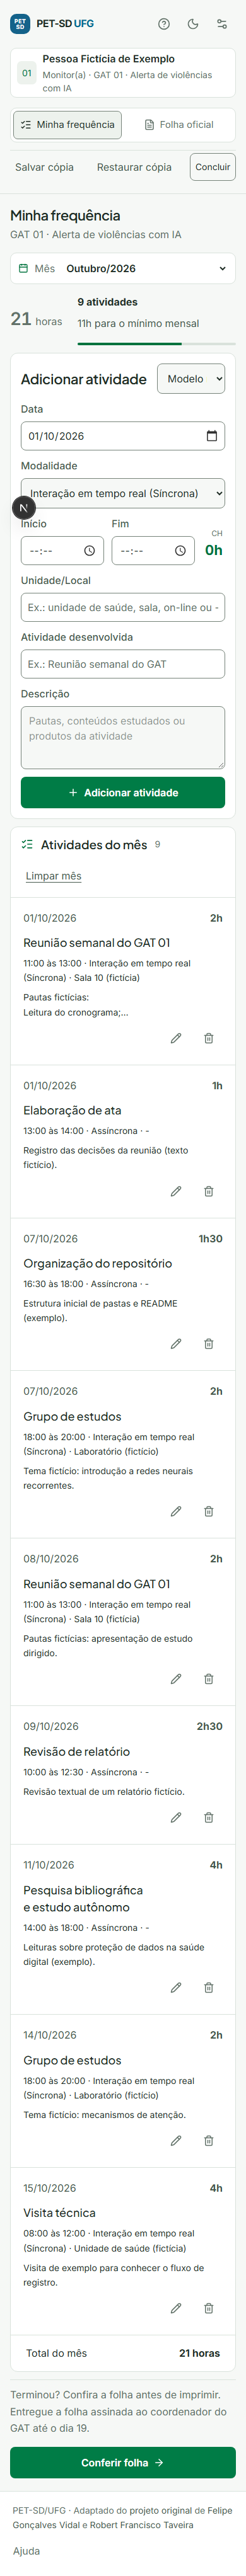 PET
SD
PET-SD UFG
Pessoa Fictícia de Exemplo
01
Monitor(a) · GAT 01 · Alerta de violências
com IA
Minha frequência
Folha oficial
Salvar cópia
Restaurar cópia
Concluir
Minha frequência
GAT 01 · Alerta de violências com IA
Mês
Outubro/2026
21 horas
9 atividades
11h para o mínimo mensal
Adicionar atividade
Modelo
Data
01/10/2026
Modalidade
Interação em tempo real (Síncrona)
N
Início
Fim
CH
--:--
--:--
0h
Unidade/Local
Ex.: unidade de saúde, sala, on-line ou -
Atividade desenvolvida
Ex.: Reunião semanal do GAT
Descrição
Pautas, conteúdos estudados ou
produtos da atividade
+ Adicionar atividade
Atividades do mês 9
Limpar mês
01/10/2026
2h
Reunião semanal do GAT 01
11:00 às 13:00 · Interação em tempo real
(Síncrona) · Sala 10 (fictícia)
Pautas fictícias:
Leitura do cronograma;...
01/10/2026
1h
Elaboração de ata
13:00 às 14:00 · Assíncrona · -
Registro das decisões da reunião (texto
fictício).
07/10/2026
1h30
Organização do repositório
16:30 às 18:00 · Assíncrona · -
Estrutura inicial de pastas e README
(exemplo).
07/10/2026
2h
Grupo de estudos
18:00 às 20:00 · Interação em tempo real
(Síncrona) · Laboratório (fictício)
Tema fictício: introdução a redes neurais
recorrentes.
08/10/2026
2h
Reunião semanal do GAT 01
11:00 às 13:00 · Interação em tempo real
(Síncrona) · Sala 10 (fictícia)
Pautas fictícias: apresentação de estudo
dirigido.
09/10/2026
2h30
Revisão de relatório
10:00 às 12:30 · Assíncrona · -
Revisão textual de um relatório fictício.
11/10/2026
4h
Pesquisa bibliográfica
e estudo autônomo
14:00 às 18:00 · Assíncrona · -
Leituras sobre proteção de dados na saúde
digital (exemplo).
14/10/2026
2h
Grupo de estudos
18:00 às 20:00 · Interação em tempo real
(Síncrona) · Laboratório (fictício)
Tema fictício: mecanismos de atenção.
15/10/2026
4h
Visita técnica
08:00 às 12:00 · Interação em tempo real
(Síncrona) · Unidade de saúde (fictícia)
Visita de exemplo para conhecer o fluxo de
registro.
Total do mês
21 horas
Terminou? Confira a folha antes de imprimir.
Entregue a folha assinada ao coordenador do
GAT até o dia 19.
Conferir folha →
PET-SD/UFG · Adaptado do projeto original de Felipe
Gonçalves Vidal e Robert Francisco Taveira
Ajuda